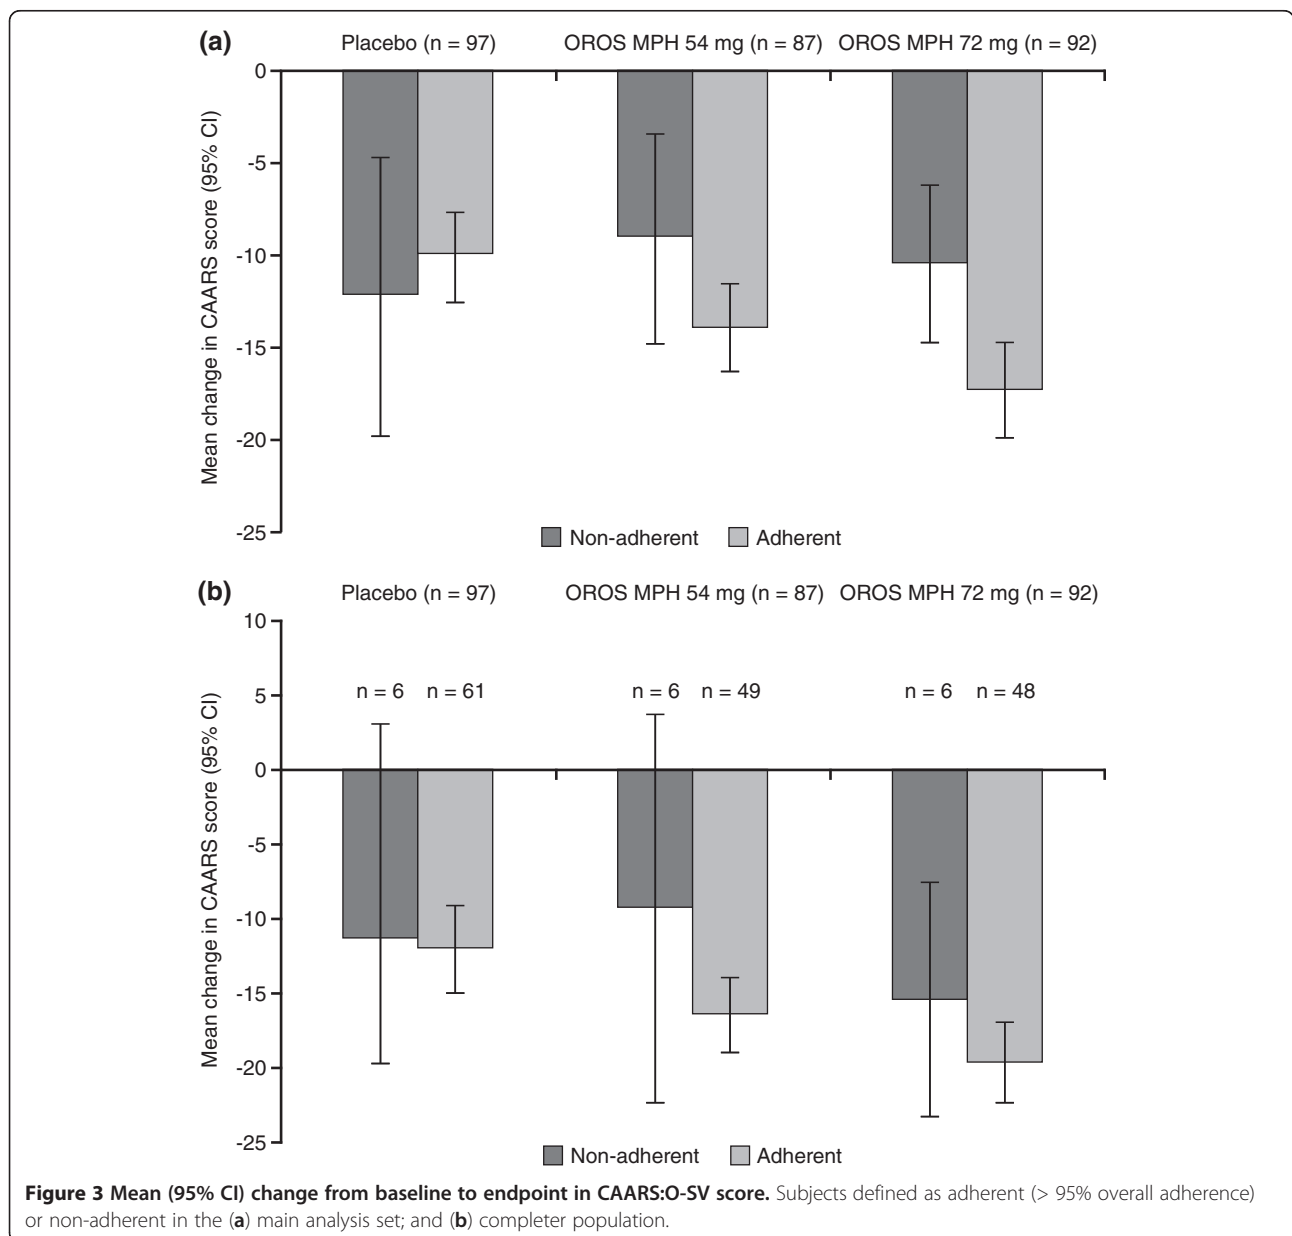 (a)
Placebo (n = 97) OROS MPH 54 mg (n = 87) OROS MPH 72 mg (n = 92)
Mean change in CAARS score (95% CI)
0
-5
-10
-15
-20
-25
Non-adherent Adherent
(b)
Placebo (n = 97) OROS MPH 54 mg (n = 87) OROS MPH 72 mg (n = 92)
Mean change in CAARS score (95% CI)
10
5
0
-5
-10
-15
-20
-25
n = 6 n = 61 n = 6 n = 49 n = 6 n = 48
Non-adherent Adherent
Figure 3 Mean (95% CI) change from baseline to endpoint in CAARS:O-SV score. Subjects defined as adherent (> 95% overall adherence)
or non-adherent in the (a) main analysis set; and (b) completer population.